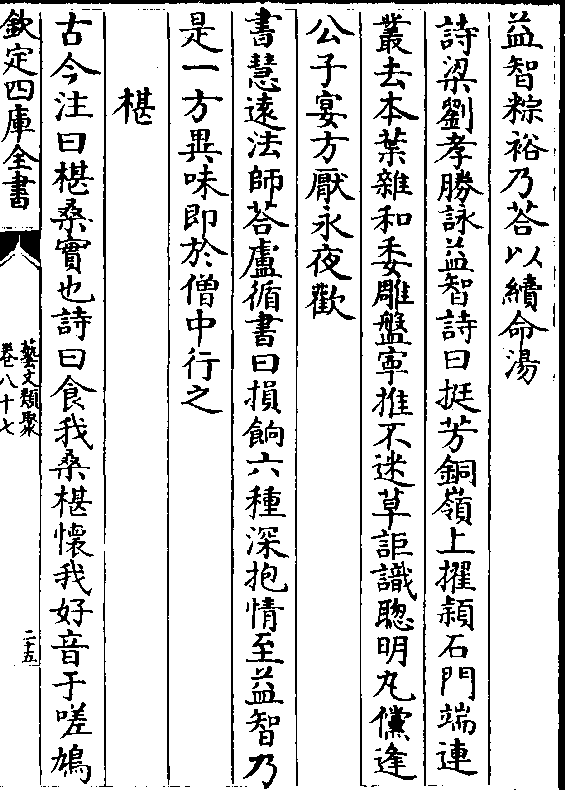 益智粽裕乃荅以續命湯
詩梁劉孝勝詠益智詩曰挺芳銅嶺上擢穎石門端連
叢去本葉雜和委雕盤寧推不迷草詎識聰明丸儻逢
公子宴方厭永夜歡
書慧遠法師荅盧循書曰損餉六種深抱情至益智乃
是一方異味即於僧中行之
椹
古今注曰椹桑實也詩曰食我桑椹懷我好音于嗟鳩
欽定四庫全書
藝文類聚
卷八十七
二十五